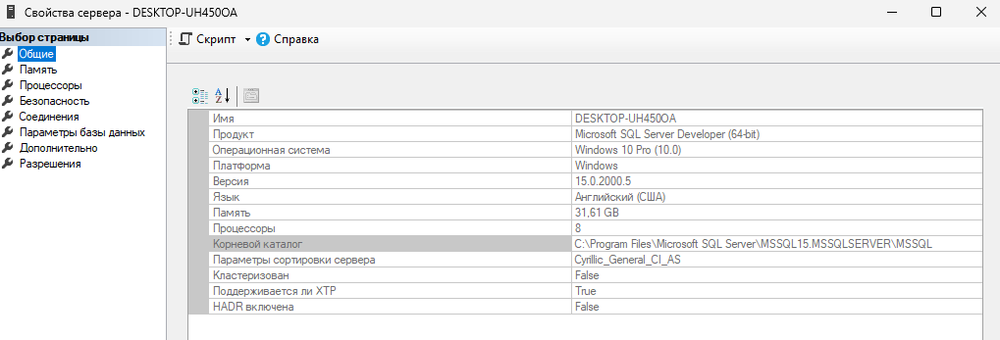 Свойства сервера - DESKTOP-UH450OA
Выбор страницы
Общие
Память
Процессоры
Безопасность
Соединения
Параметры базы данных
Дополнительно
Разрешения
Скрипт
Справка
Имя DESKTOP-UH450OA
Продукт Microsoft SQL Server Developer (64-bit)
Операционная система Windows 10 Pro (10.0)
Платформа Windows
Версия 15.0.2000.5
Язык Английский (США)
Память 31,61 GB
Процессоры 8
Корневой каталог C:\Program Files\Microsoft SQL Server\MSSQL15.MSSQLSERVER\MSSQL
Параметры сортировки сервера Cyrillic_General_CI_AS
Кластеризован False
Поддерживается ли XTP True
HADR включена False